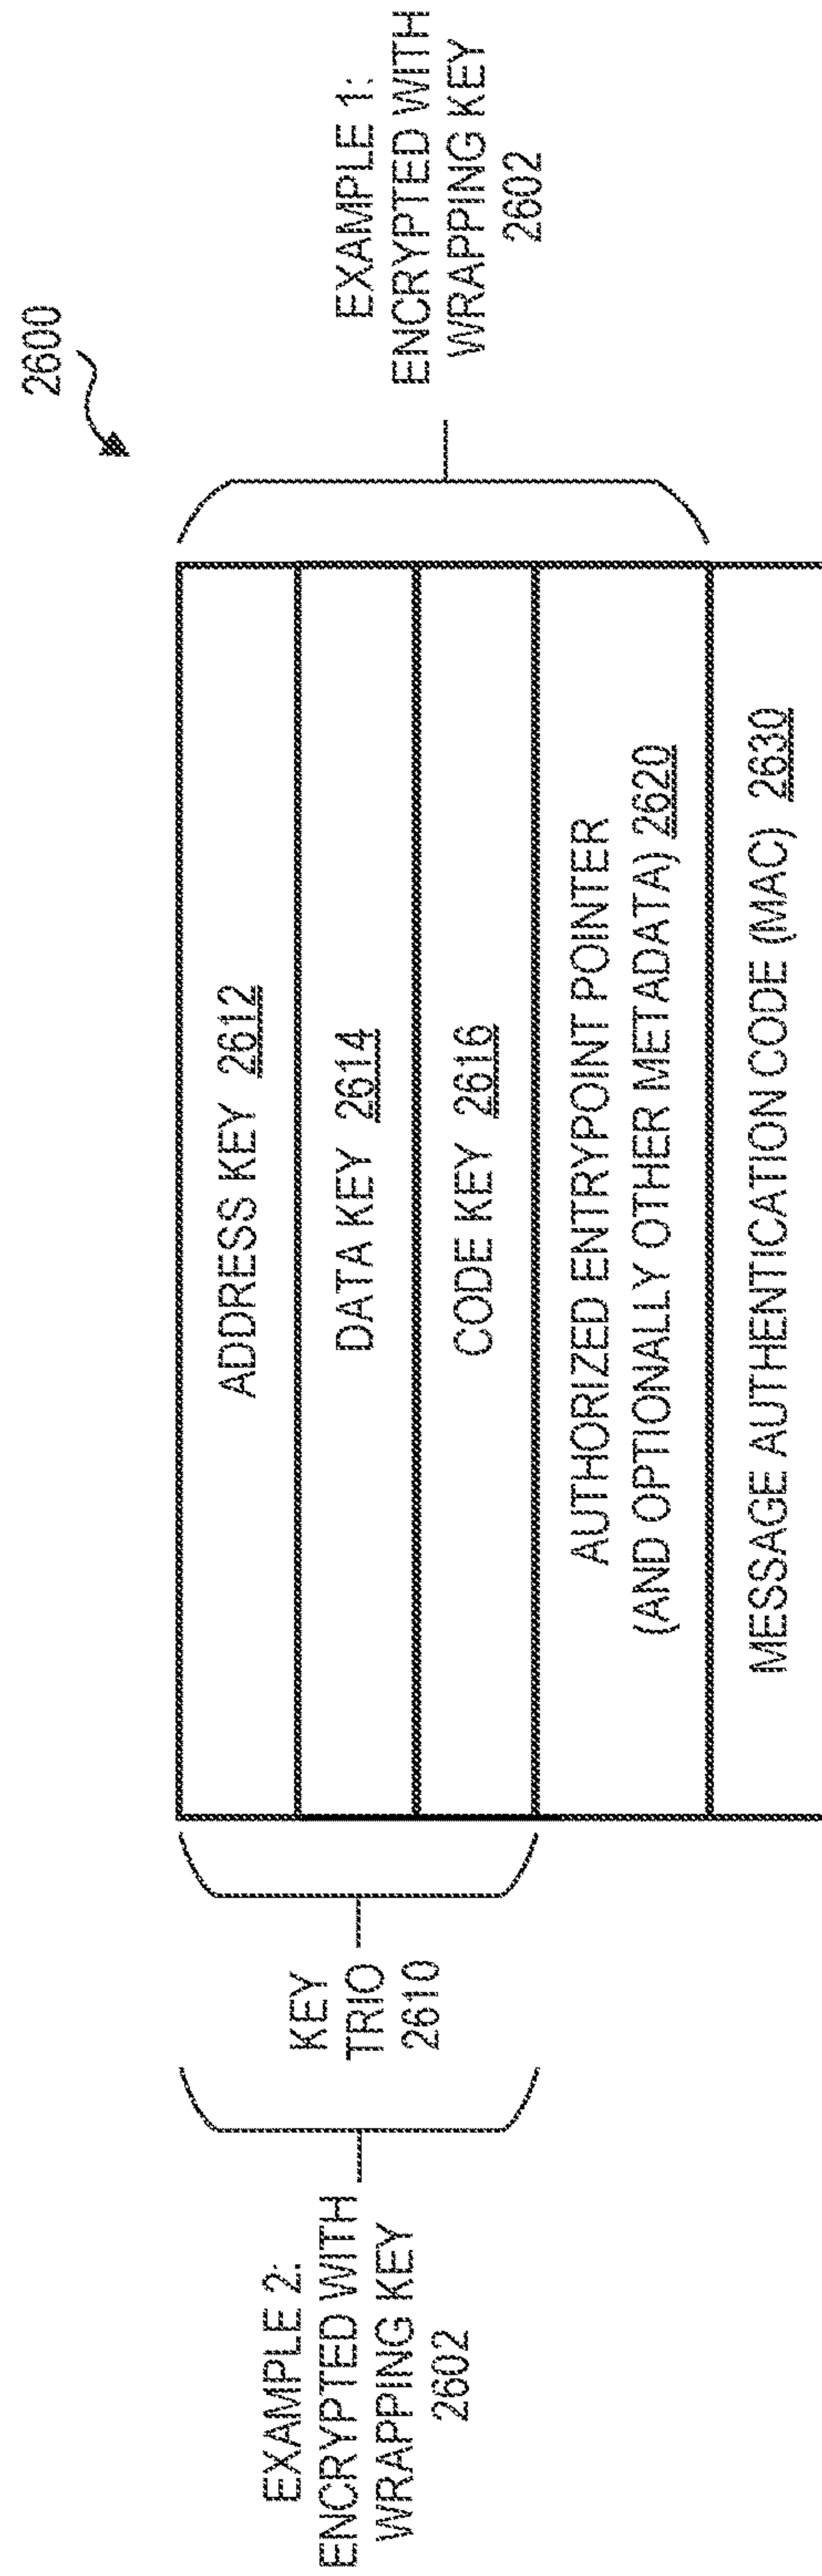 2600
EXAMPLE 2:
ENCRYPTED WITH
WRAPPING KEY
2602
KEY
TRIO
2610
ADDRESS KEY 2612
DATA KEY 2614
CODE KEY 2616
AUTHORIZED ENTRYPOINT POINTER
(AND OPTIONALLY OTHER METADATA) 2620
MESSAGE AUTHENTICATION CODE (MAC) 2630
EXAMPLE 1:
ENCRYPTED WITH
WRAPPING KEY
2602